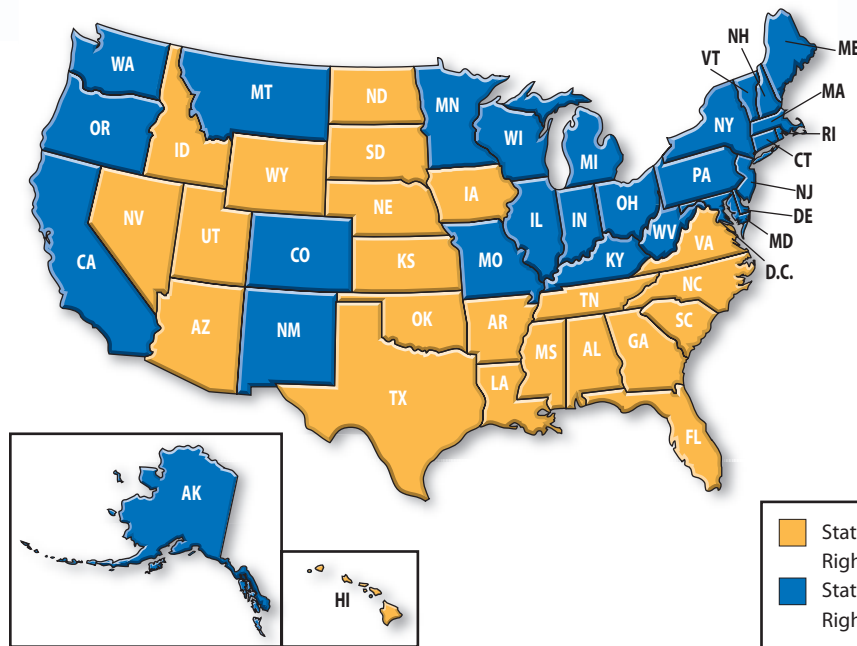 WA
MT
ND
MN
OR
ID
SD
WI
MI
NY
VT
NH
ME
MA
RI
CT
NJ
DE
MD
D.C.
WY
IA
NE
PA
NV
UT
CO
KS
MO
IL
IN
OH
WV
VA
KY
CA
AZ
NM
OK
AR
TN
NC
SC
MS
AL
GA
LA
TX
FL
AK
HI
Stat
Righ
Stat
Righ